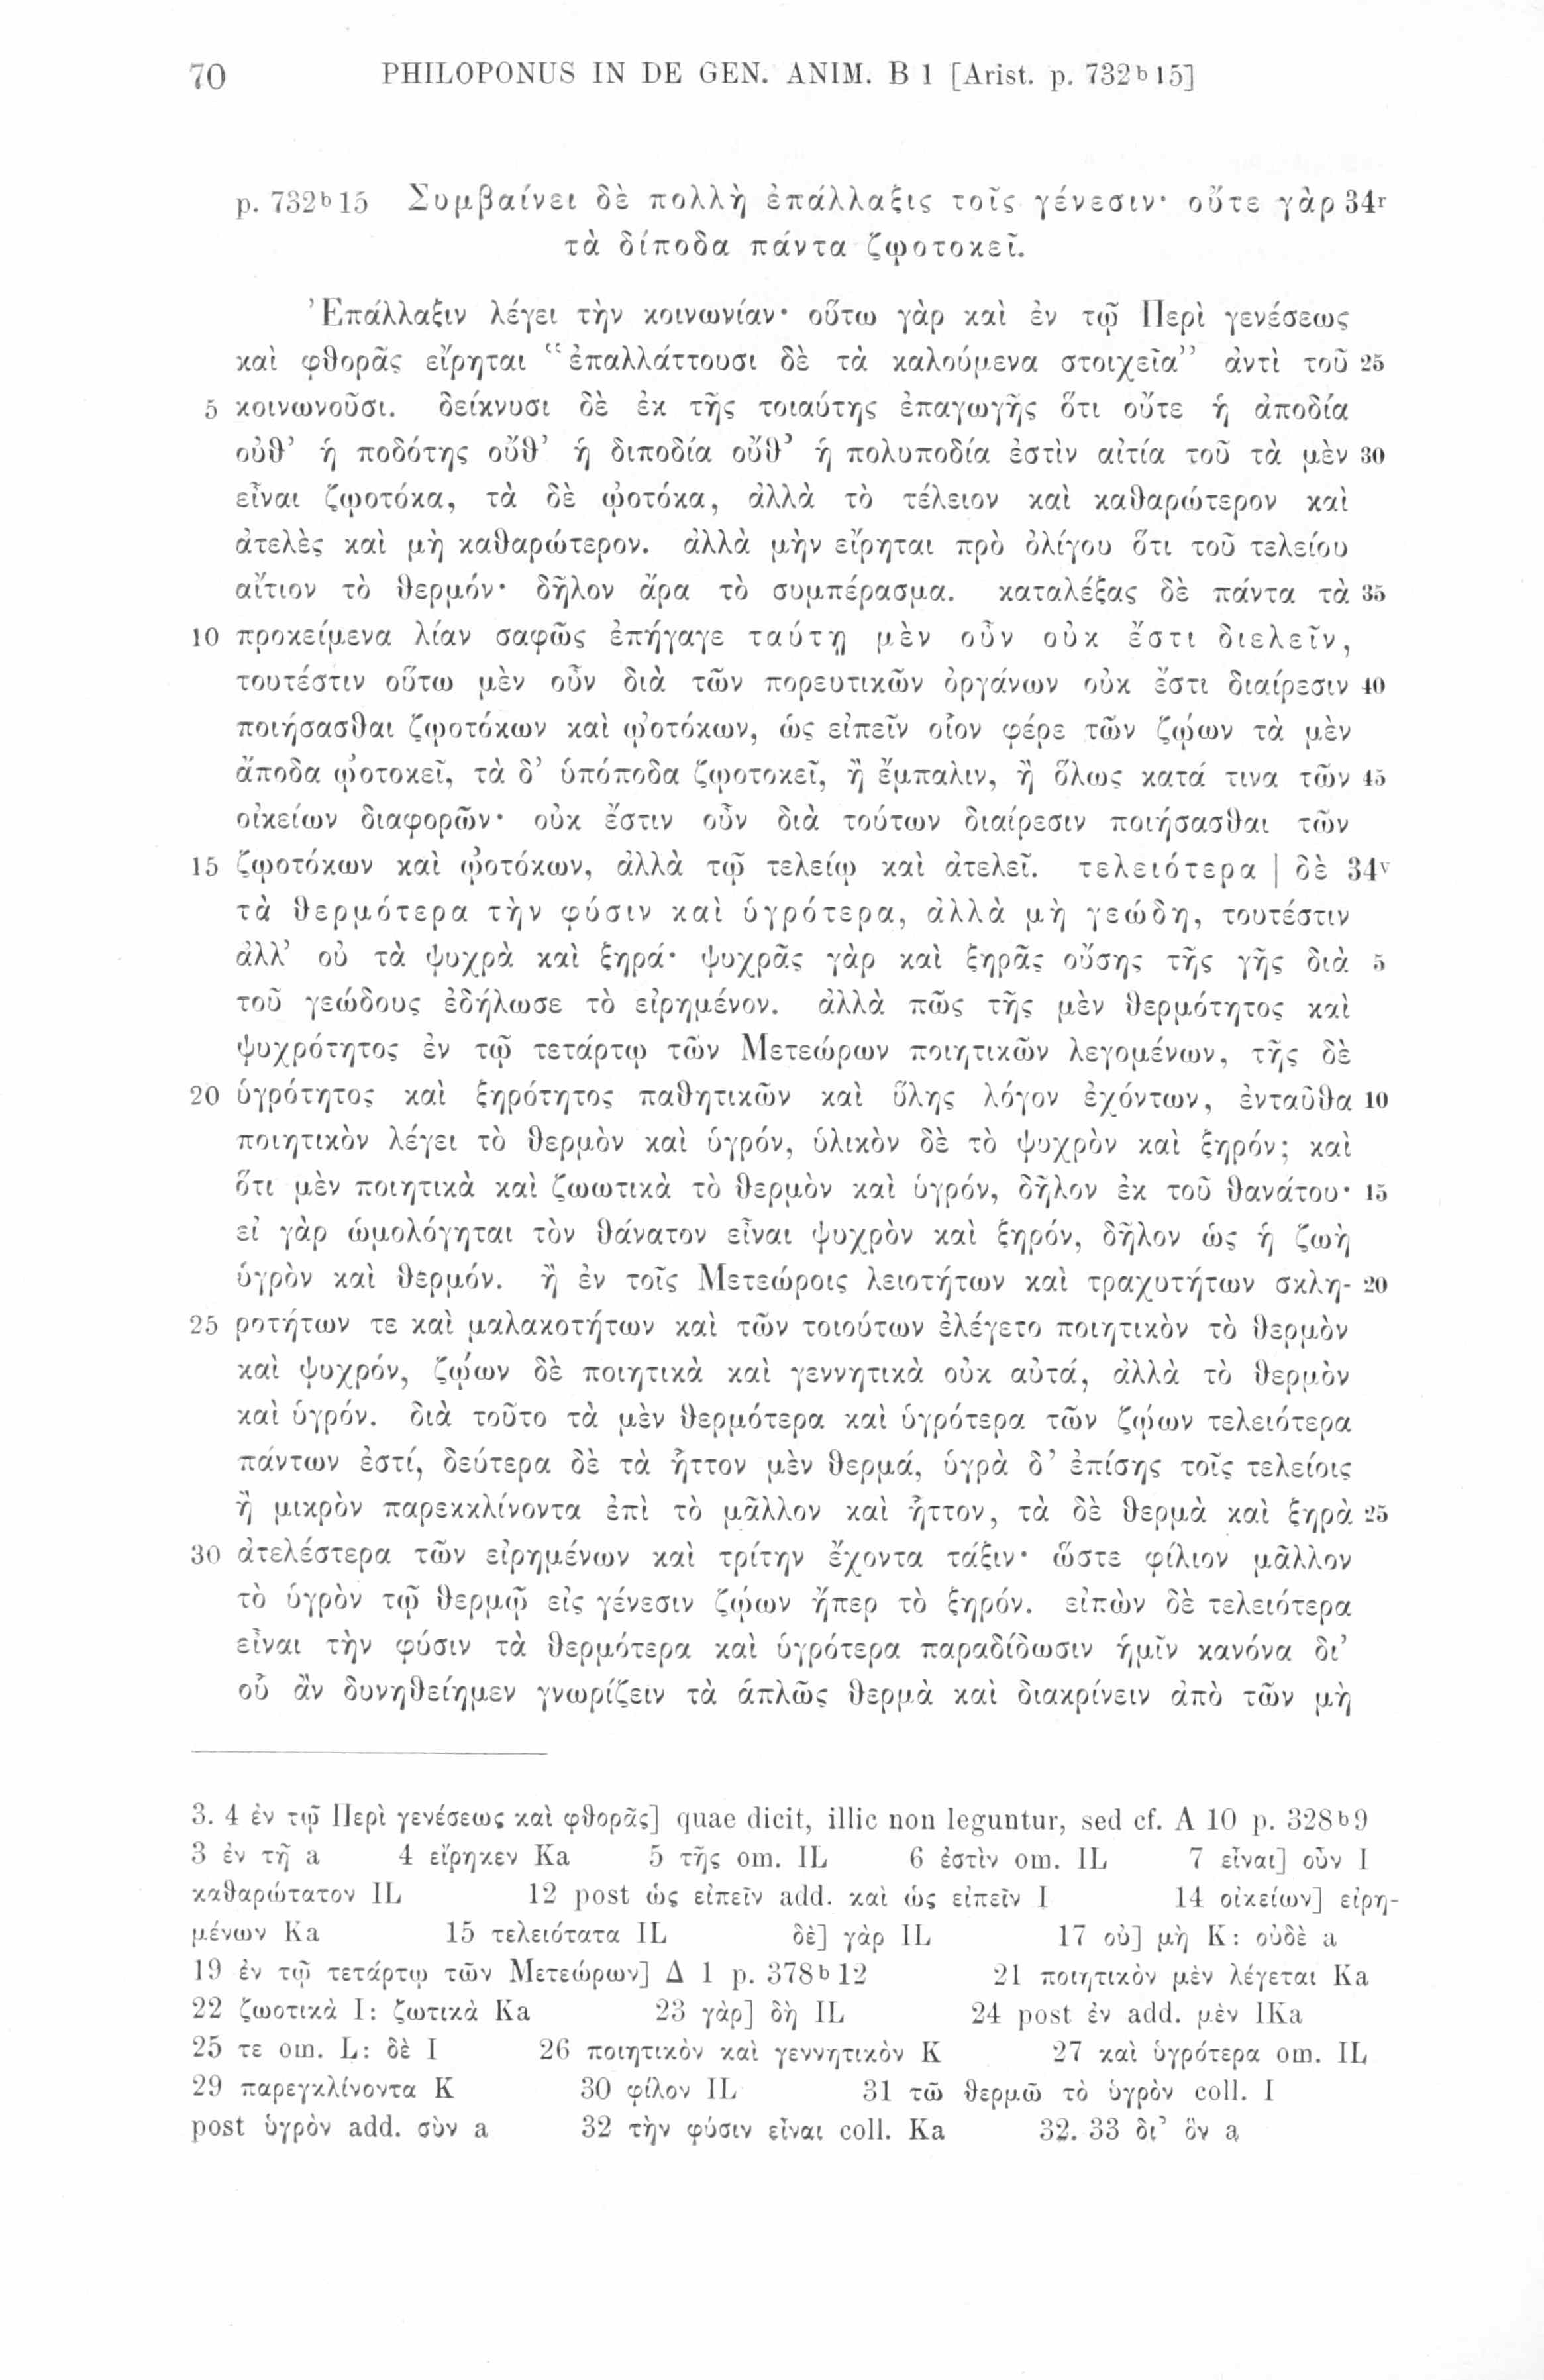 70 PHILOPONUS IN DE GEN. ANIM. B 1 [Arist. p. 732ᵇ15]
p. 732ᵇ15 Συμβαίνει δὲ πολλὴ ἐπάλλαξις τοῖς γένεσιν· οὔτε γὰρ 34ʳ
τὰ δίποδα πάντα ζῳοτοκεῖ.
Ἐπάλλαξιν λέγει τὴν κοινωνίαν· οὕτω γὰρ καὶ ἐν τῷ Περὶ γενέσεως
καὶ φθορᾶς εἴρηται “ἐπαλλάττουσι δὲ τὰ καλούμενα στοιχεῖα” ἀντὶ τοῦ 25
5 κοινωνοῦσι. δείκνυσι δὲ ἐκ τῆς τοιαύτης ἐπαγωγῆς ὅτι οὔτε ἡ ἀποδία
οὐθ’ ἡ ποδότης οὔθ’ ἡ διποδία οὔθ’ ἡ πολυποδία ἐστὶν αἰτία τοῦ τὰ μὲν 30
εἶναι ζῳοτόκα, τὰ δὲ ᾠοτόκα, ἀλλὰ τὸ τέλειον καὶ καθαρώτερον καὶ
ἀτελὲς καὶ μὴ καθαρώτερον. ἀλλὰ μὴν εἴρηται πρὸ ὀλίγου ὅτι τοῦ τελείου
αἴτιον τὸ θερμόν· δῆλον ἄρα τὸ συμπέρασμα. καταλέξας δὲ πάντα τὰ 35
10 προκείμενα λίαν σαφῶς ἐπήγαγε ταύτῃ μὲν οὖν οὐκ ἔστι διελεῖν,
τουτέστιν οὕτω μὲν οὖν διὰ τῶν πορευτικῶν ὀργάνων οὐκ ἔστι διαίρεσιν 40
ποιήσασθαι ζῳοτόκων καὶ ᾠοτόκων, ὡς εἰπεῖν οἷον φέρε τῶν ζῴων τὰ μὲν
ἄποδα ᾠοτοκεῖ, τὰ δ’ ὑπόποδα ζῳοτοκεῖ, ἢ ἔμπαλιν, ἢ ὅλως κατά τινα τῶν 45
οἰκείων διαφορῶν· οὐκ ἔστιν οὖν διὰ τούτων διαίρεσιν ποιήσασθαι τῶν
15 ζῳοτόκων καὶ ᾠοτόκων, ἀλλὰ τῷ τελείῳ καὶ ἀτελεῖ. τελειότερα | δὲ 34ᵛ
τὰ θερμότερα τὴν φύσιν καὶ ὑγρότερα, ἀλλὰ μὴ γεώδη, τουτέστιν
ἀλλ’ οὐ τὰ ψυχρὰ καὶ ξηρά· ψυχρᾶς γὰρ καὶ ξηρᾶς οὔσης τῆς γῆς διὰ 5
τοῦ γεώδους ἐδήλωσε τὸ εἰρημένον. ἀλλὰ πῶς τῆς μὲν θερμότητος καὶ
ψυχρότητος ἐν τῷ τετάρτῳ τῶν Μετεώρων ποιητικῶν λεγομένων, τῆς δὲ
20 ὑγρότητος καὶ ξηρότητος παθητικῶν καὶ ὕλης λόγον ἐχόντων, ἐνταῦθα 10
ποιητικὸν λέγει τὸ θερμὸν καὶ ὑγρόν, ὑλικὸν δὲ τὸ ψυχρὸν καὶ ξηρόν; καὶ
ὅτι μὲν ποιητικὰ καὶ ζωωτικὰ τὸ θερμὸν καὶ ὑγρόν, δῆλον ἐκ τοῦ θανάτου· 15
εἰ γὰρ ὡμολόγηται τὸν θάνατον εἶναι ψυχρὸν καὶ ξηρόν, δῆλον ὡς ἡ ζωὴ
ὑγρὸν καὶ θερμόν. ἢ ἐν τοῖς Μετεώροις λειοτήτων καὶ τραχυτήτων σκλη- 20
25 ροτήτων τε καὶ μαλακοτήτων καὶ τῶν τοιούτων ἐλέγετο ποιητικὸν τὸ θερμὸν
καὶ ψυχρόν, ζῴων δὲ ποιητικὰ καὶ γεννητικὰ οὐκ αὐτά, ἀλλὰ τὸ θερμὸν
καὶ ὑγρόν. διὰ τοῦτο τὰ μὲν θερμότερα καὶ ὑγρότερα τῶν ζῴων τελειότερα
πάντων ἐστί, δεύτερα δὲ τὰ ἧττον μὲν θερμά, ὑγρὰ δ’ ἐπίσης τοῖς τελείοις
ἢ μικρὸν παρεκκλίνοντα ἐπὶ τὸ μᾶλλον καὶ ἧττον, τὰ δὲ θερμὰ καὶ ξηρὰ 25
30 ἀτελέστερα τῶν εἰρημένων καὶ τρίτην ἔχοντα τάξιν· ὥστε φίλιον μᾶλλον
τὸ ὑγρὸν τῷ θερμῷ εἰς γένεσιν ζῴων ἤπερ τὸ ξηρόν. εἰπὼν δὲ τελειότερα
εἶναι τὴν φύσιν τὰ θερμότερα καὶ ὑγρότερα παραδίδωσιν ἡμῖν κανόνα δι’
οὗ ἂν δυνηθείημεν γνωρίζειν τὰ ἁπλῶς θερμὰ καὶ διακρίνειν ἀπὸ τῶν μὴ
3. 4 ἐν τῷ Περὶ γενέσεως καὶ φθορᾶς] quae dicit, illic non leguntur, sed cf. A 10 p. 328ᵇ9
3 ἐν τῇ a 4 εἴρηκεν Ka 5 τῆς om. IL 6 ἐστὶν om. IL 7 εἶναι] οὖν I
καθαρώτατον IL 12 post ὡς εἰπεῖν add. καὶ ὡς εἰπεῖν I 14 οἰκείων] εἰρη-
μένων Ka 15 τελειότατα IL δὲ] γὰρ IL 17 οὐ] μὴ K: οὐδὲ a
19 ἐν τῷ τετάρτῳ τῶν Μετεώρων] Δ 1 p. 378ᵇ12 21 ποιητικὸν μὲν λέγεται Ka
22 ζωοτικὰ I: ζωτικὰ Ka 23 γὰρ] δὴ IL 24 post ἐν add. μὲν IKa
25 τε om. L: δὲ I 26 ποιητικὸν καὶ γεννητικὸν K 27 καὶ ὑγρότερα om. IL
29 παρεγκλίνοντα K 30 φίλον IL 31 τῶ θερμῶ τὸ ὑγρὸν coll. I
post ὑγρὸν add. σὺν a 32 τὴν φύσιν εἶναι coll. Ka 32. 33 δι’ ὃν a